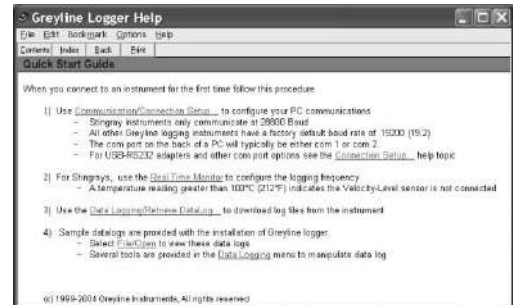 Greyline Logger Help
File Edit Bookmark Options Help
Contents Index Back Print
Quick Start Guide
When you connect to an instrument for the first time follow this procedure
1) Use Communication/Connection Setup... to configure your PC communications
- Stingray instruments only communicate at 28800 Baud
- All other Greyline logging instruments have a factory default baud rate of 19200 (19.2)
- The com port on the back of a PC will typically be either com 1 or com 2.
- For USB-RS232 adapters and other com port options see the Connection Setup... help topic
2) For Stingrays, use the Real Time Monitor to configure the logging frequency
- A temperature reading greater than 100°C (212°F) indicates the Velocity-Level sensor is not connected
3) Use the Data Logging/Retrieve DataLog... to download log files from the instrument
4) Sample datalogs are provided with the installation of Greyline logger.
- Select File/Open to view these data logs
- Several tools are provided in the Data Logging menu to manipulate data log
(c) 1999-2004 Greyline Instruments, All rights reserved